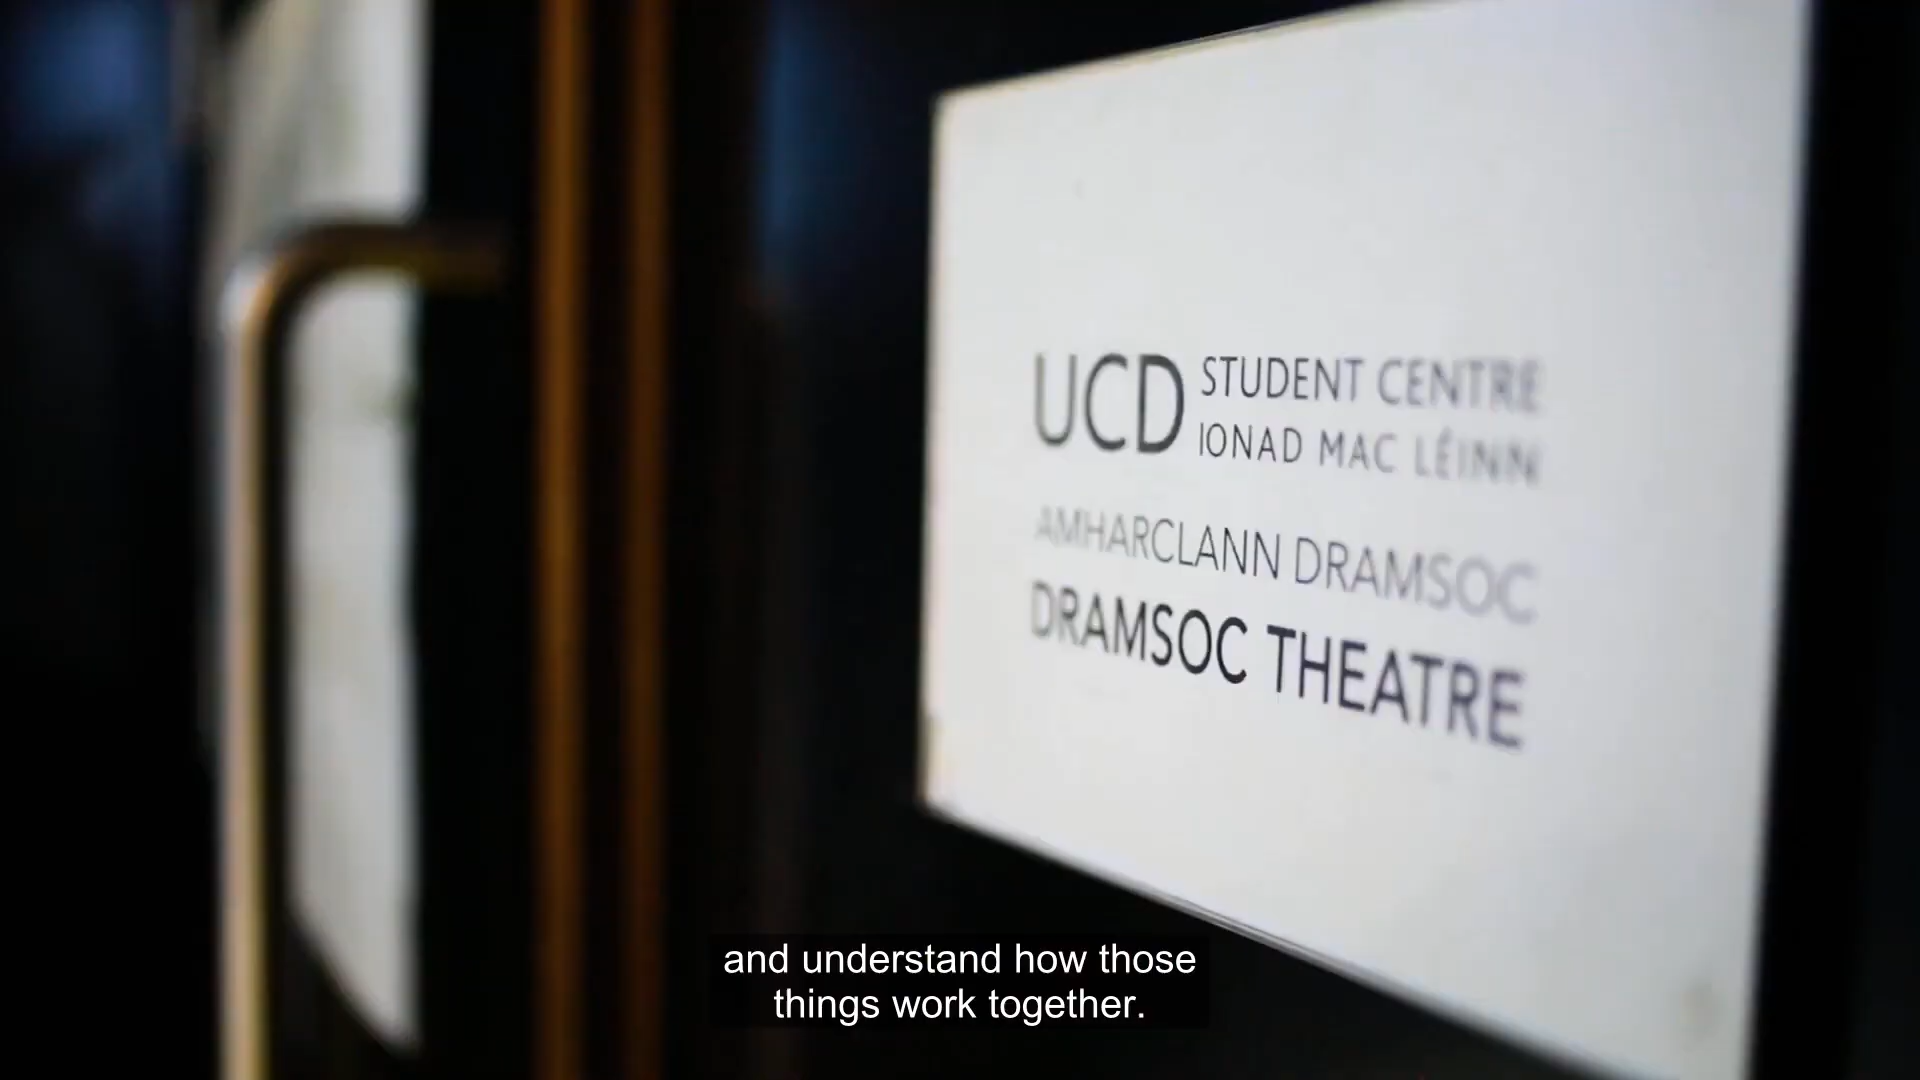 UCD STUDENT CENTRE
IONAD MAC LÉINN
AMHARCLANN DRAMSOC
DRAMSOC THEATRE
and understand how those
things work together.